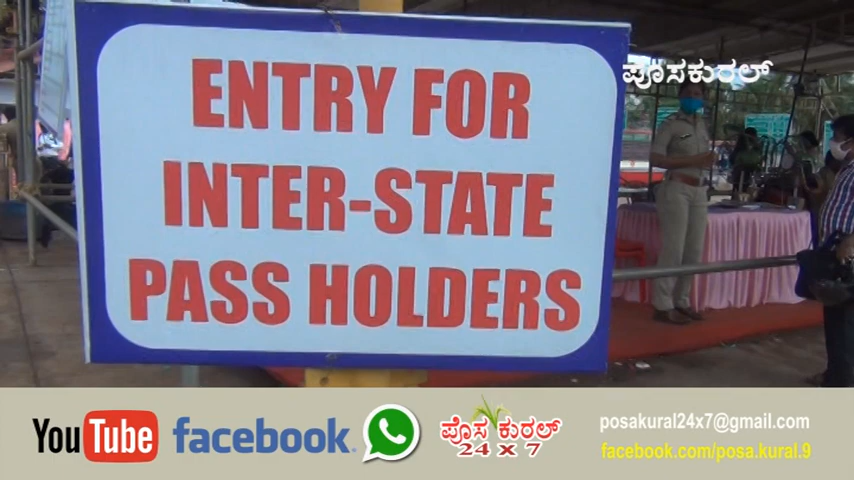 ENTRY FOR
INTER-STATE
PASS HOLDERS
ಪೊಸಕುರಲ್
YouTube facebook ಪೊಸ ಕುರಲ್
24 x 7
posakural24x7@gmail.com
facebook.com/posa.kural.9